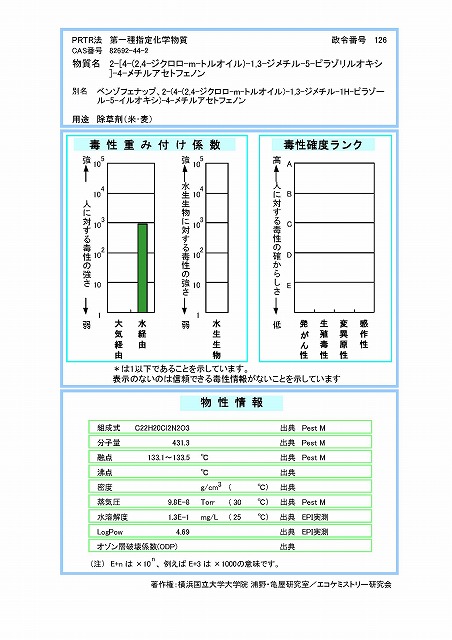 PRTR法　第一種指定化学物質　政令番号　126
CAS番号　82692-44-2
物質名　2-[4-(2,4-ジクロロ-m-トルオイル)-1,3-ジメチル-5-ピラゾリルオキシ
]-4-メチルアセトフェノン
別名　ベンゾフェナップ、2-(4-(2,4-ジクロロ-m-トルオイル)-1,3-ジメチル-1H-ピラゾー
ル-5-イルオキシ)-4-メチルアセトフェノン
用途　除草剤(米・麦)
毒性重み付け係数
強
人に対する毒性の強さ
弱
10⁵
10⁴
10³
10²
10
1
大気経由
水経由
強
水生生物に対する毒性の強さ
弱
10⁵
10⁴
10³
10²
10
1
水生生物
毒性確度ランク
高
人に対する毒性の確からしさ
低
A
B
C
D
E
発がん性
生殖毒性
変異原性
感作性
＊は1以下であることを示しています。
表示のないのは信頼できる毒性情報がないことを示しています
物性情報
組成式　C22H20Cl2N2O3　出典　Pest M
分子量　431.3　出典　Pest M
融点　133.1～133.5　℃　出典　Pest M
沸点　℃　出典
密度　g/cm³　(　℃)　出典
蒸気圧　9.8E-8　Torr　(30　℃)　出典　Pest M
水溶解度　1.3E-1　mg/L　(25　℃)　出典　EPI実測
LogPow　4.69　出典　EPI実測
オゾン層破壊係数(ODP)　出典
(注)　E+n は ×10ⁿ、例えば E+3 は ×1000の意味です。
著作権:横浜国立大学大学院 浦野・亀屋研究室／エコケミストリー研究会